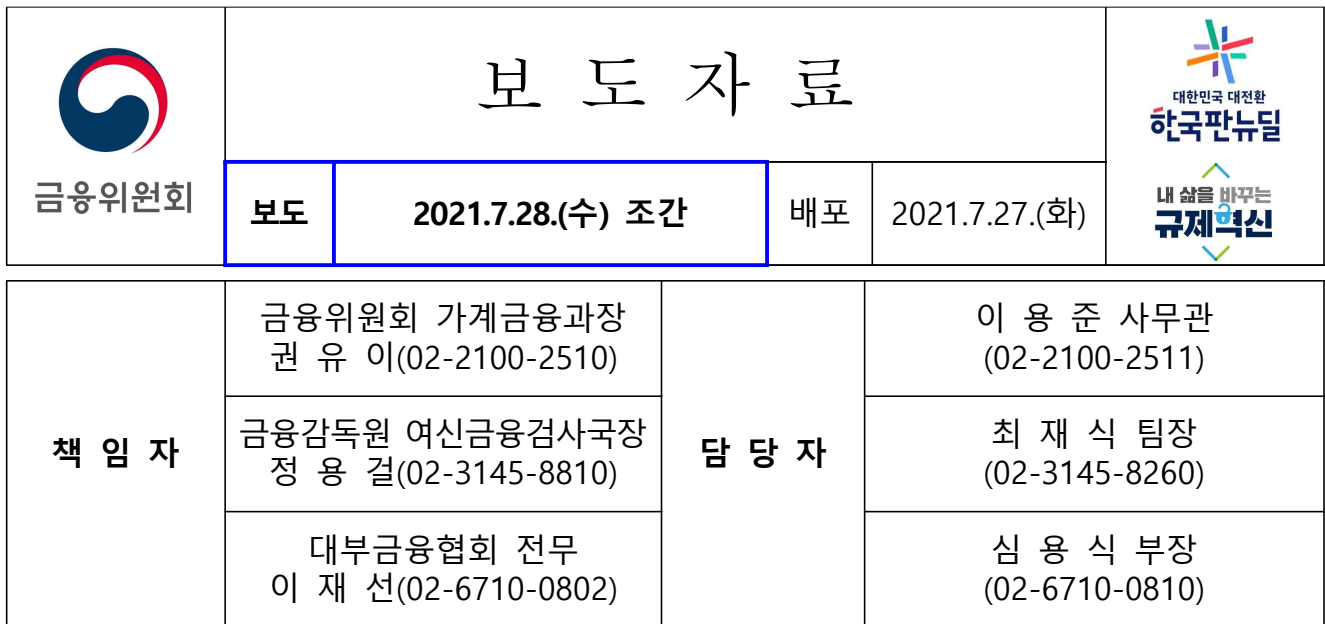 보 도 자 료
대한민국 대전환
한국판뉴딜
금융위원회
보도
2021.7.28.(수) 조간
배포
2021.7.27.(화)
내 삶을 바꾸는
규제혁신
책 임 자
금융위원회 가계금융과장
권 유 이(02-2100-2510)
담 당 자
이 용 준 사무관
(02-2100-2511)
금융감독원 여신금융검사국장
정 용 걸(02-3145-8810)
최 재 식 팀장
(02-3145-8260)
대부금융협회 전무
이 재 선(02-6710-0802)
심 용 식 부장
(02-6710-0810)